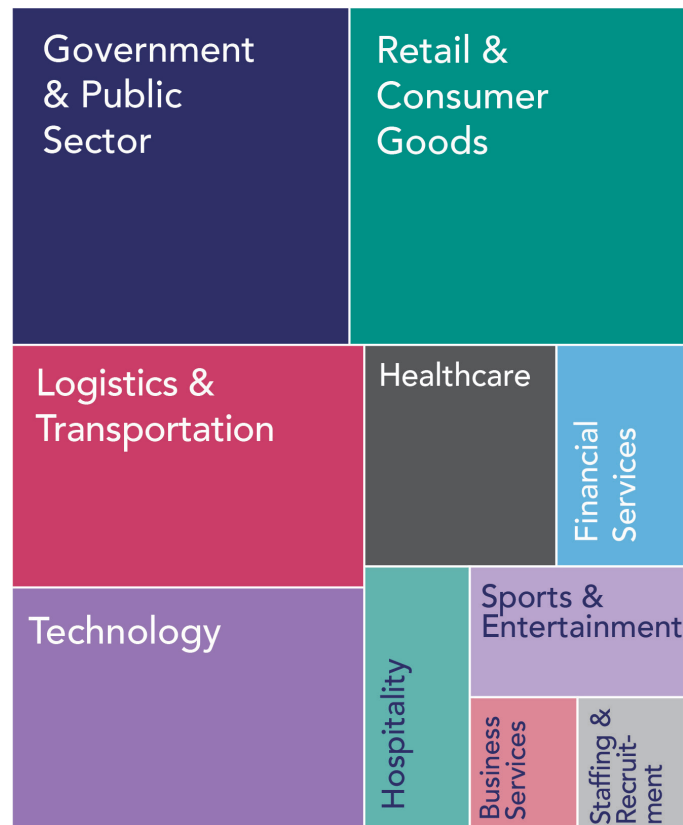 Government
& Public
Sector
Retail &
Consumer
Goods
Logistics &
Transportation
Healthcare
Financial
Services
Technology
Hospitality
Sports &
Entertainment
Business
Services
Staffing &
Recruit-
ment